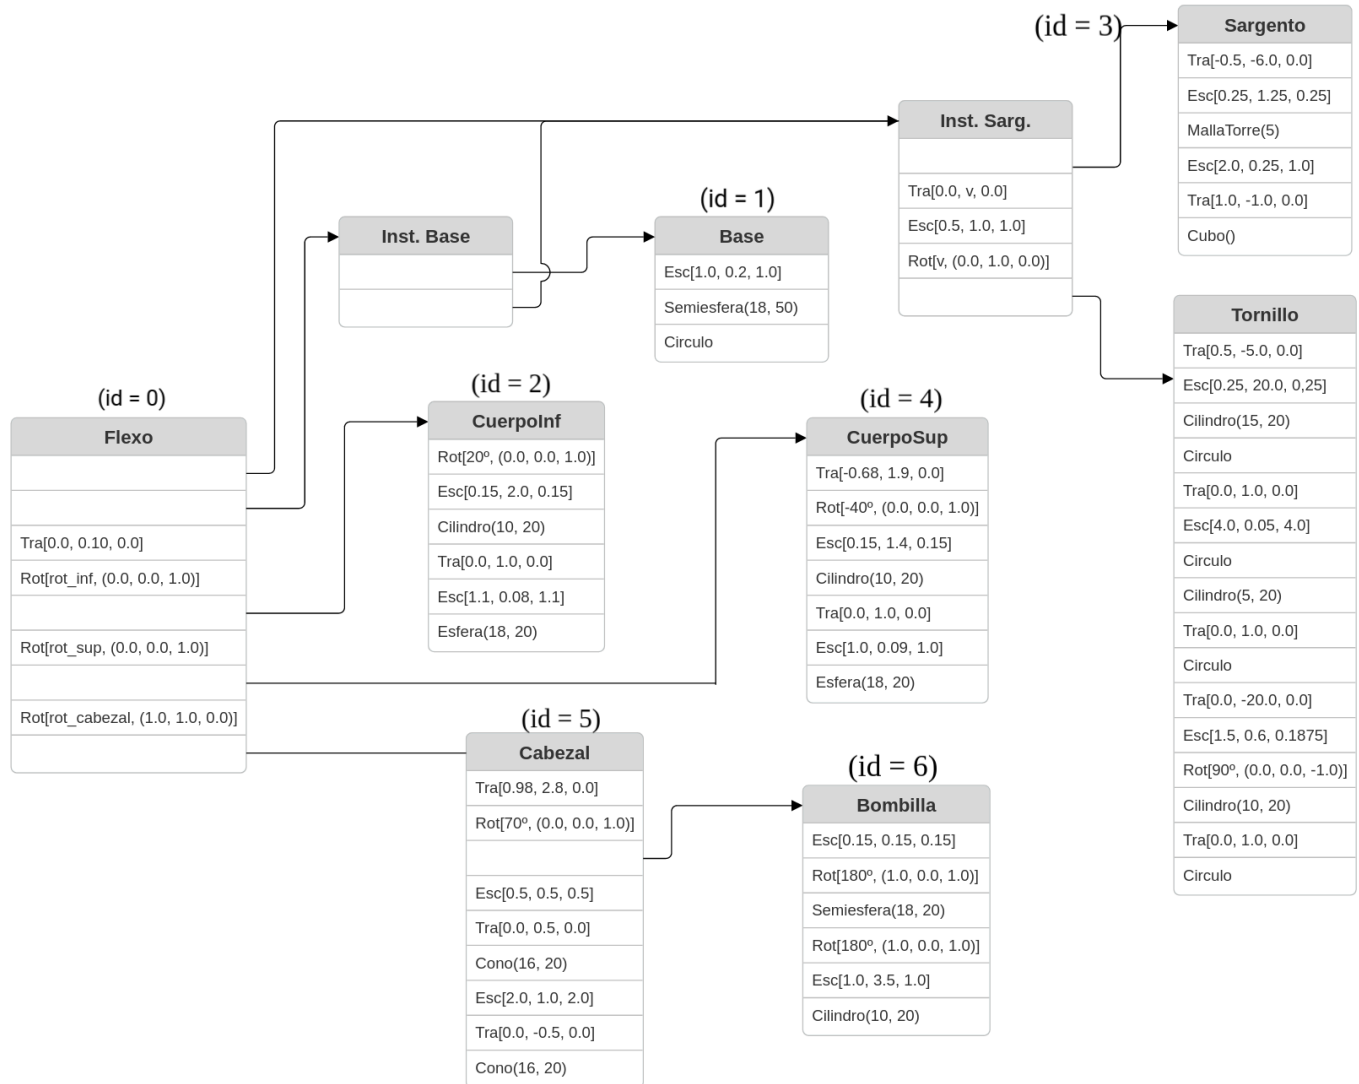 (id = 3)
Sargento
Tra[-0.5, -6.0, 0.0]
Esc[0.25, 1.25, 0.25]
MallaTorre(5)
Esc[2.0, 0.25, 1.0]
Tra[1.0, -1.0, 0.0]
Cubo()
Inst. Sarg.
Tra[0.0, v, 0.0]
Esc[0.5, 1.0, 1.0]
Rot[v, (0.0, 1.0, 0.0)]
Inst. Base
(id = 1)
Base
Esc[1.0, 0.2, 1.0]
Semiesfera(18, 50)
Circulo
Tornillo
Tra[0.5, -5.0, 0.0]
Esc[0.25, 20.0, 0,25]
Cilindro(15, 20)
Circulo
Tra[0.0, 1.0, 0.0]
Esc[4.0, 0.05, 4.0]
Circulo
Cilindro(5, 20)
Tra[0.0, 1.0, 0.0]
Circulo
Tra[0.0, -20.0, 0.0]
Esc[1.5, 0.6, 0.1875]
Rot[90º, (0.0, 0.0, -1.0)]
Cilindro(10, 20)
Tra[0.0, 1.0, 0.0]
Circulo
(id = 0)
Flexo
Tra[0.0, 0.10, 0.0]
Rot[rot_inf, (0.0, 0.0, 1.0)]
Rot[rot_sup, (0.0, 0.0, 1.0)]
Rot[rot_cabezal, (1.0, 1.0, 0.0)]
(id = 2)
CuerpoInf
Rot[20º, (0.0, 0.0, 1.0)]
Esc[0.15, 2.0, 0.15]
Cilindro(10, 20)
Tra[0.0, 1.0, 0.0]
Esc[1.1, 0.08, 1.1]
Esfera(18, 20)
(id = 4)
CuerpoSup
Tra[-0.68, 1.9, 0.0]
Rot[-40º, (0.0, 0.0, 1.0)]
Esc[0.15, 1.4, 0.15]
Cilindro(10, 20)
Tra[0.0, 1.0, 0.0]
Esc[1.0, 0.09, 1.0]
Esfera(18, 20)
(id = 5)
Cabezal
Tra[0.98, 2.8, 0.0]
Rot[70º, (0.0, 0.0, 1.0)]
Esc[0.5, 0.5, 0.5]
Tra[0.0, 0.5, 0.0]
Cono(16, 20)
Esc[2.0, 1.0, 2.0]
Tra[0.0, -0.5, 0.0]
Cono(16, 20)
(id = 6)
Bombilla
Esc[0.15, 0.15, 0.15]
Rot[180º, (1.0, 0.0, 1.0)]
Semiesfera(18, 20)
Rot[180º, (1.0, 0.0, 1.0)]
Esc[1.0, 3.5, 1.0]
Cilindro(10, 20)